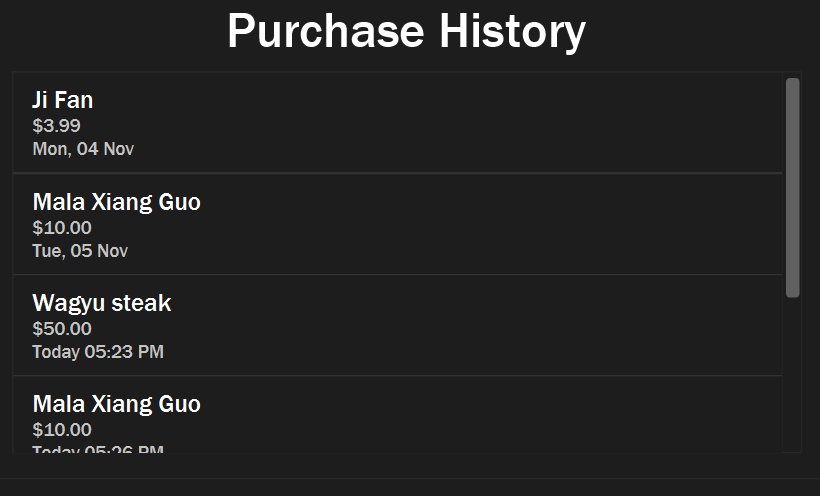 Purchase History
Ji Fan
$3.99
Mon, 04 Nov
Mala Xiang Guo
$10.00
Tue, 05 Nov
Wagyu steak
$50.00
Today 05:23 PM
Mala Xiang Guo
$10.00
Today 05:26 PM